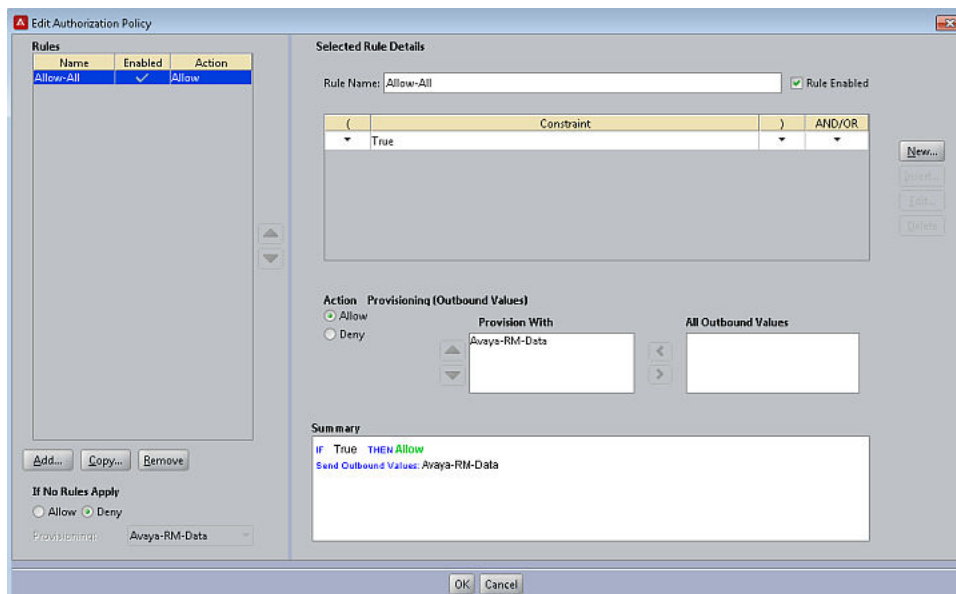 Edit Authorization Policy
Rules
Name Enabled Action
Allow-All Allow
Selected Rule Details
Rule Name: Allow-All Rule Enabled
( Constraint ) AND/OR
True
New...
Insert...
Edit...
Delete
Action Provisioning (Outbound Values)
Allow
Deny
Provision With
Avaya-RM-Data
All Outbound Values
Summary
IF True THEN Allow
Send Outbound Values: Avaya-RM-Data
Add... Copy... Remove
If No Rules Apply
Allow Deny
Provisioning: Avaya-RM-Data
OK Cancel